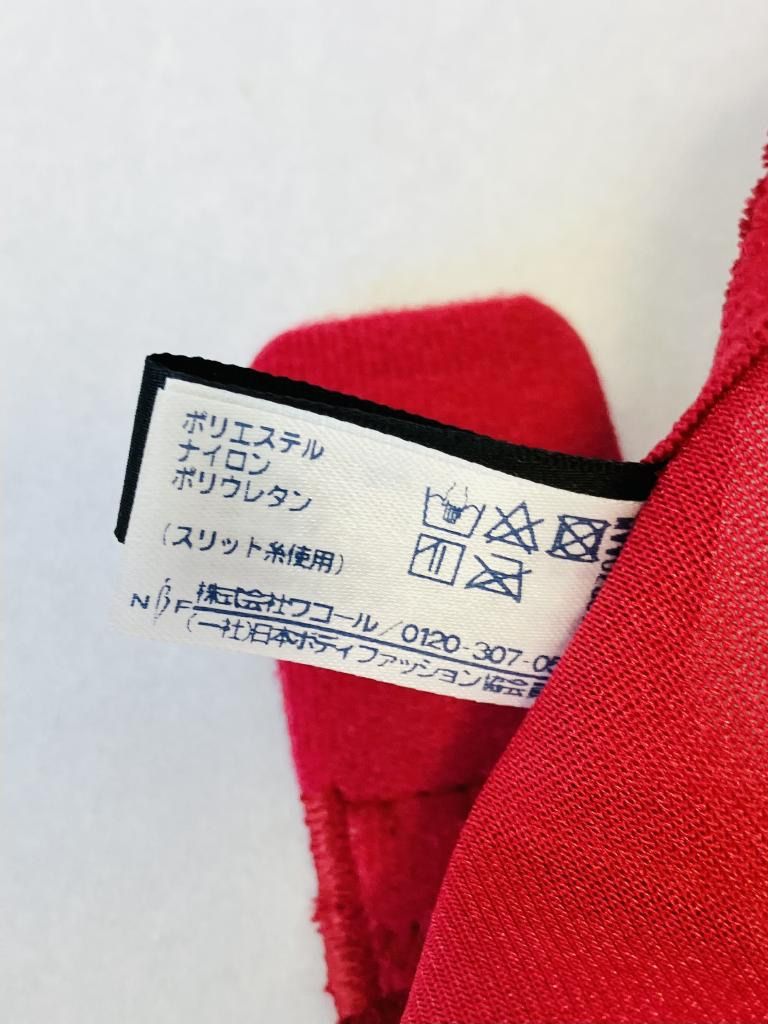 ポリエステル
ナイロン
ポリウレタン
(スリット糸使用)
NBF 株式会社ワコール/0120-307-05
(一社)日本ボディファッション協会